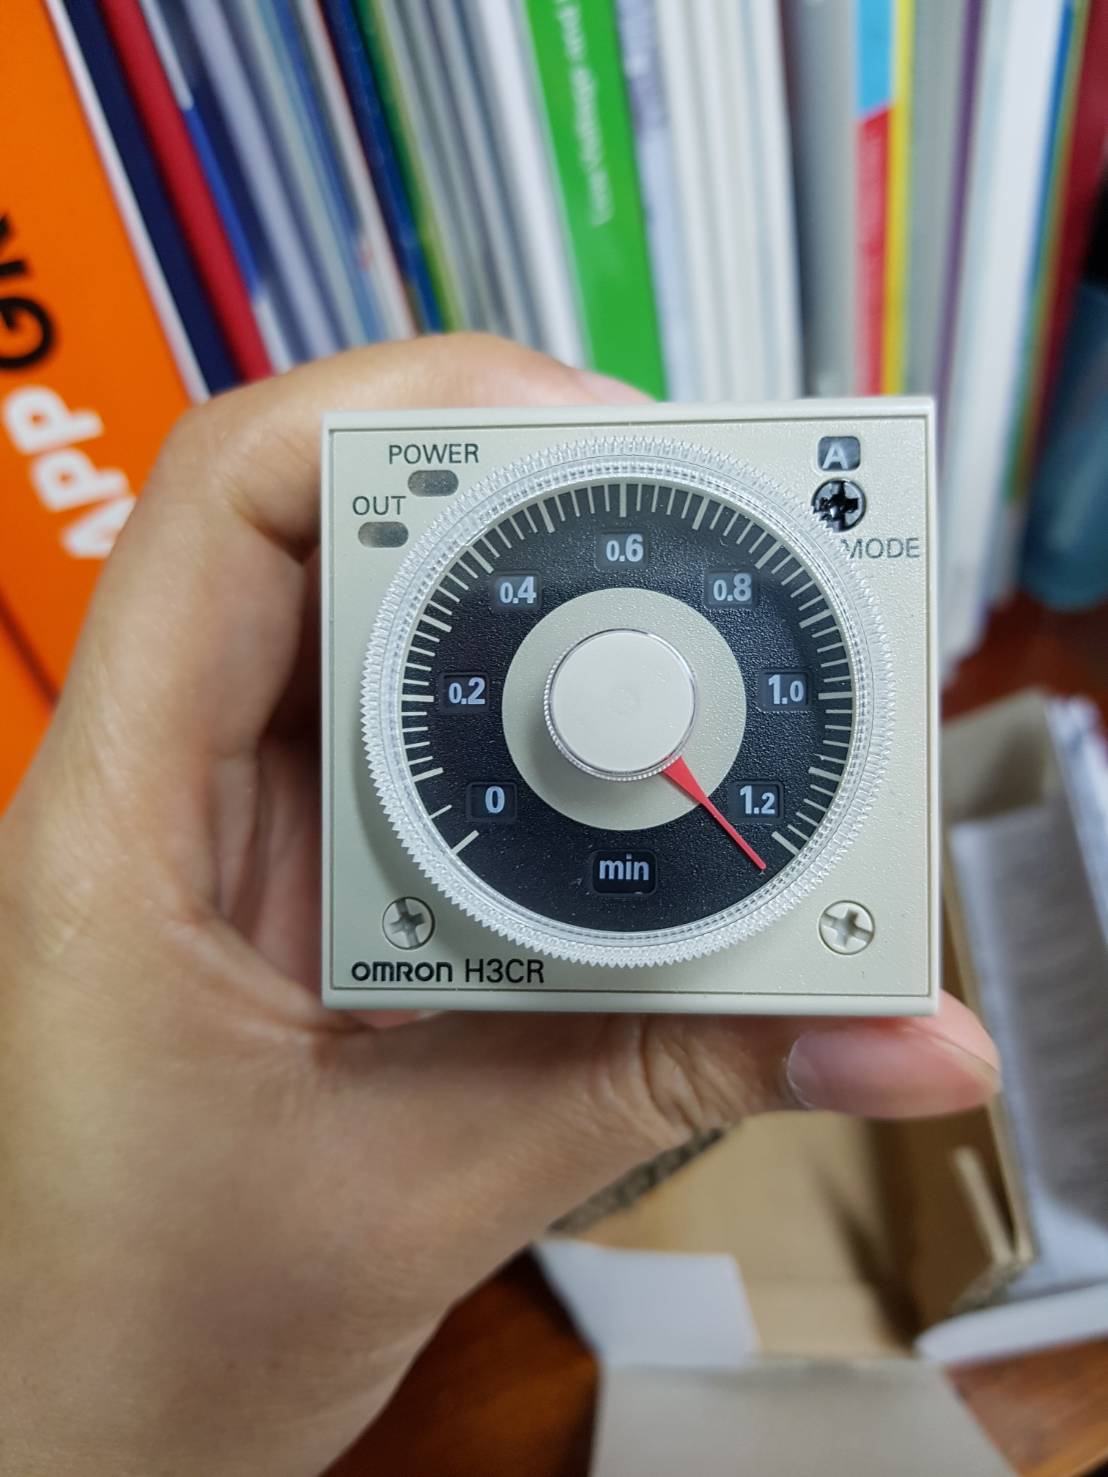 APP GR
POWER
OUT
A
MODE
0.6
0.4
0.8
0.2
1.0
0
1.2
min
OMRON H3CR